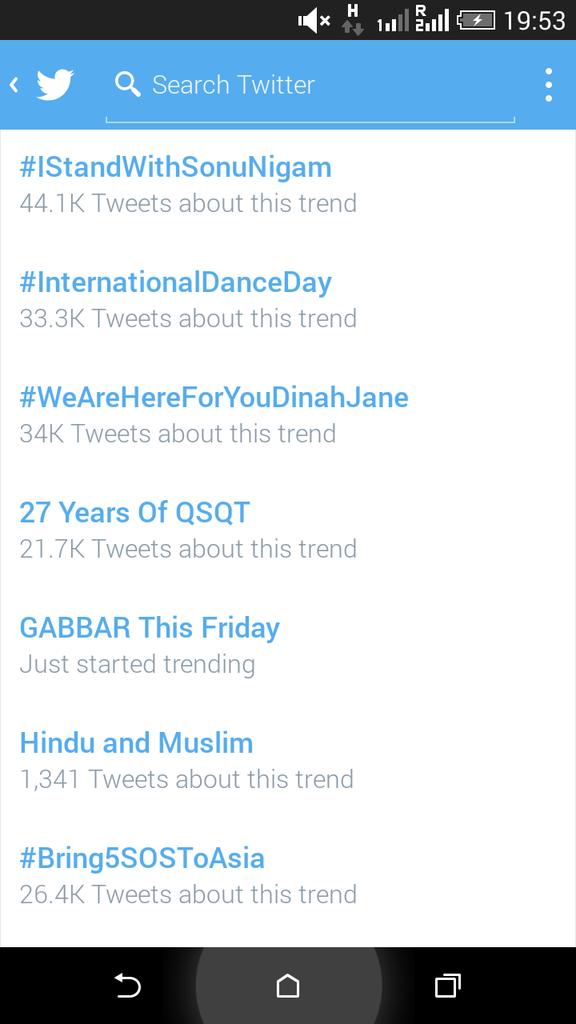 H
1
R
2
19:53
Search Twitter
#IStandWithSonuNigam
44.1K Tweets about this trend
#InternationalDanceDay
33.3K Tweets about this trend
#WeAreHereForYouDinahJane
34K Tweets about this trend
27 Years Of QSQT
21.7K Tweets about this trend
GABBAR This Friday
Just started trending
Hindu and Muslim
1,341 Tweets about this trend
#Bring5SOSToAsia
26.4K Tweets about this trend